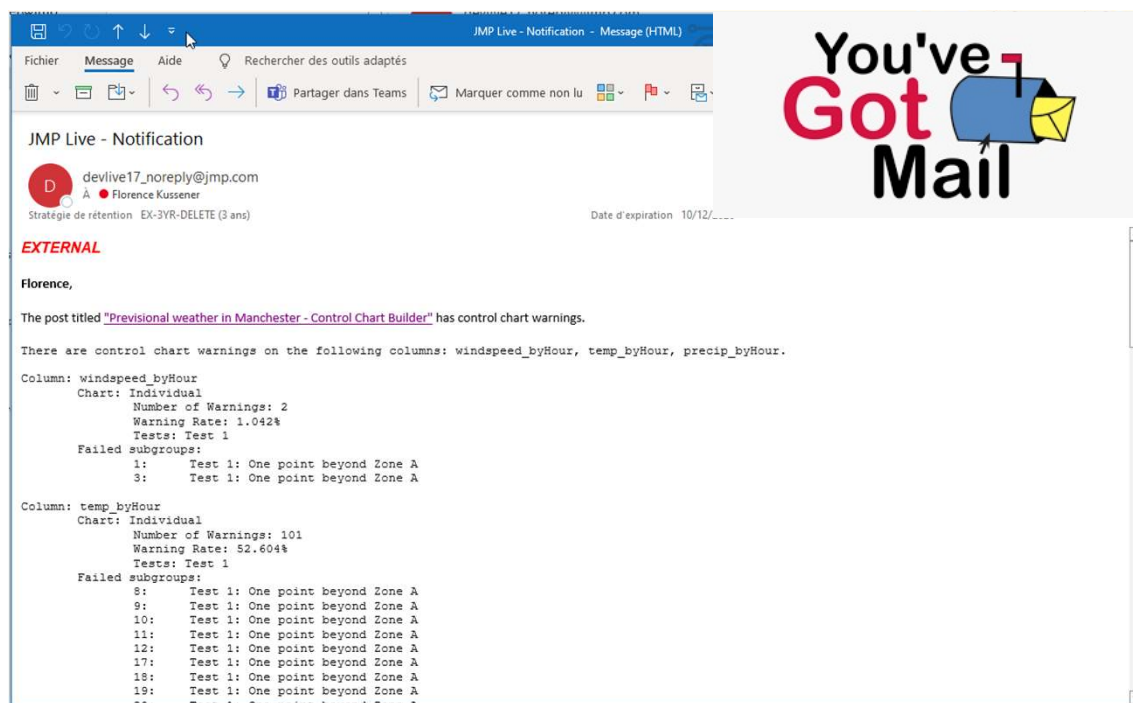 JMP Live - Notification - Message (HTML)
Fichier Message Aide Rechercher des outils adaptés
Partager dans Teams Marquer comme non lu
You've
Got
Mail
JMP Live - Notification
D
devlive17_noreply@jmp.com
À Florence Kussener
Stratégie de rétention EX-3YR-DELETE (3 ans) Date d'expiration
EXTERNAL
Florence,
The post titled "Previsional weather in Manchester - Control Chart Builder" has control chart warnings.
There are control chart warnings on the following columns: windspeed_byHour, temp_byHour, precip_byHour.
Column: windspeed_byHour
Chart: Individual
Number of Warnings: 2
Warning Rate: 1.042%
Tests: Test 1
Failed subgroups:
1: Test 1: One point beyond Zone A
3: Test 1: One point beyond Zone A
Column: temp_byHour
Chart: Individual
Number of Warnings: 101
Warning Rate: 52.604%
Tests: Test 1
Failed subgroups:
8: Test 1: One point beyond Zone A
9: Test 1: One point beyond Zone A
10: Test 1: One point beyond Zone A
11: Test 1: One point beyond Zone A
12: Test 1: One point beyond Zone A
17: Test 1: One point beyond Zone A
18: Test 1: One point beyond Zone A
19: Test 1: One point beyond Zone A